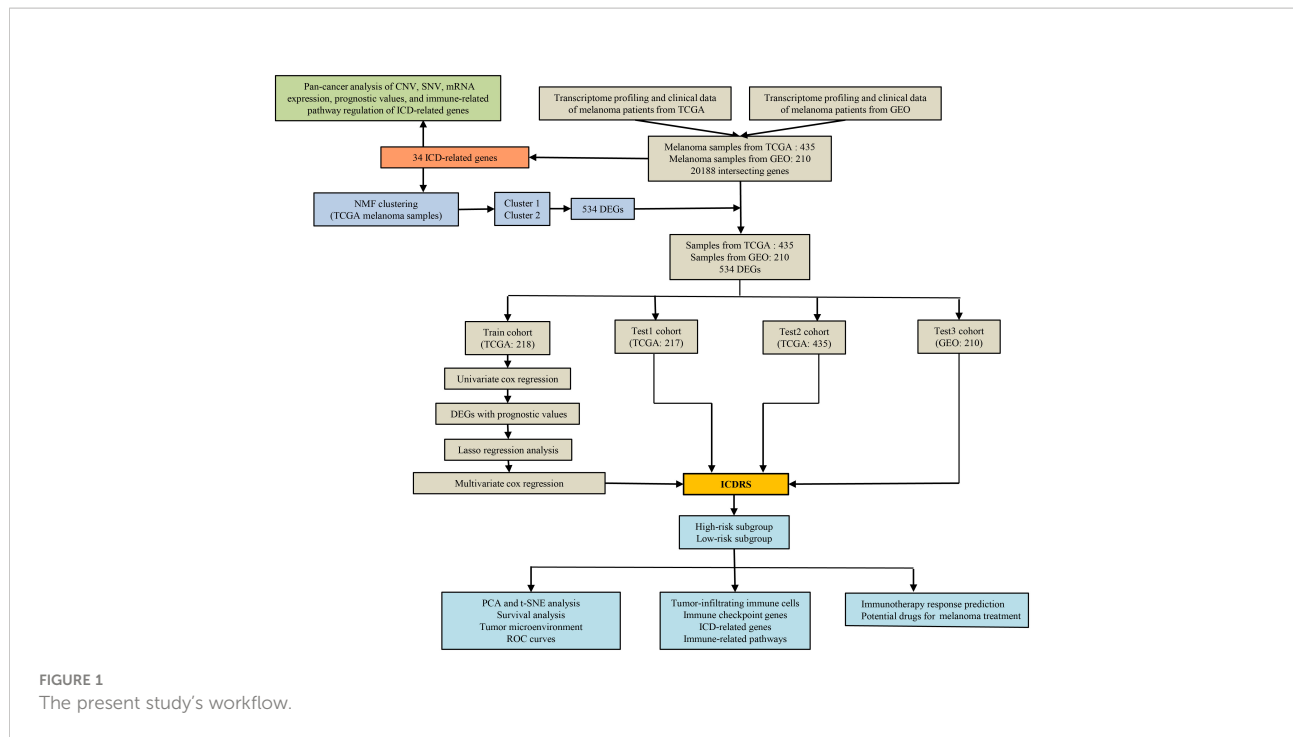 Pan-cancer analysis of CNV, SNV, mRNA
expression, prognostic values, and immune-related
pathway regulation of ICD-related genes
Transcriptome profiling and clinical data
of melanoma patients from TCGA
Transcriptome profiling and clinical data
of melanoma patients from GEO
34 ICD-related genes
Melanoma samples from TCGA : 435
Melanoma samples from GEO: 210
20188 intersecting genes
NMF clustering
(TCGA melanoma samples)
Cluster 1
Cluster 2
534 DEGs
Samples from TCGA : 435
Samples from GEO: 210
534 DEGs
Train cohort
(TCGA: 218)
Test1 cohort
(TCGA: 217)
Test2 cohort
(TCGA: 435)
Test3 cohort
(GEO: 210)
Univariate cox regression
DEGs with prognostic values
Lasso regression analysis
Multivariate cox regression
ICDRS
High-risk subgroup
Low-risk subgroup
PCA and t-SNE analysis
Survival analysis
Tumor microenvironment
ROC curves
Tumor-infiltrating immune cells
Immune checkpoint genes
ICD-related genes
Immune-related pathways
Immunotherapy response prediction
Potential drugs for melanoma treatment
FIGURE 1
The present study's workflow.